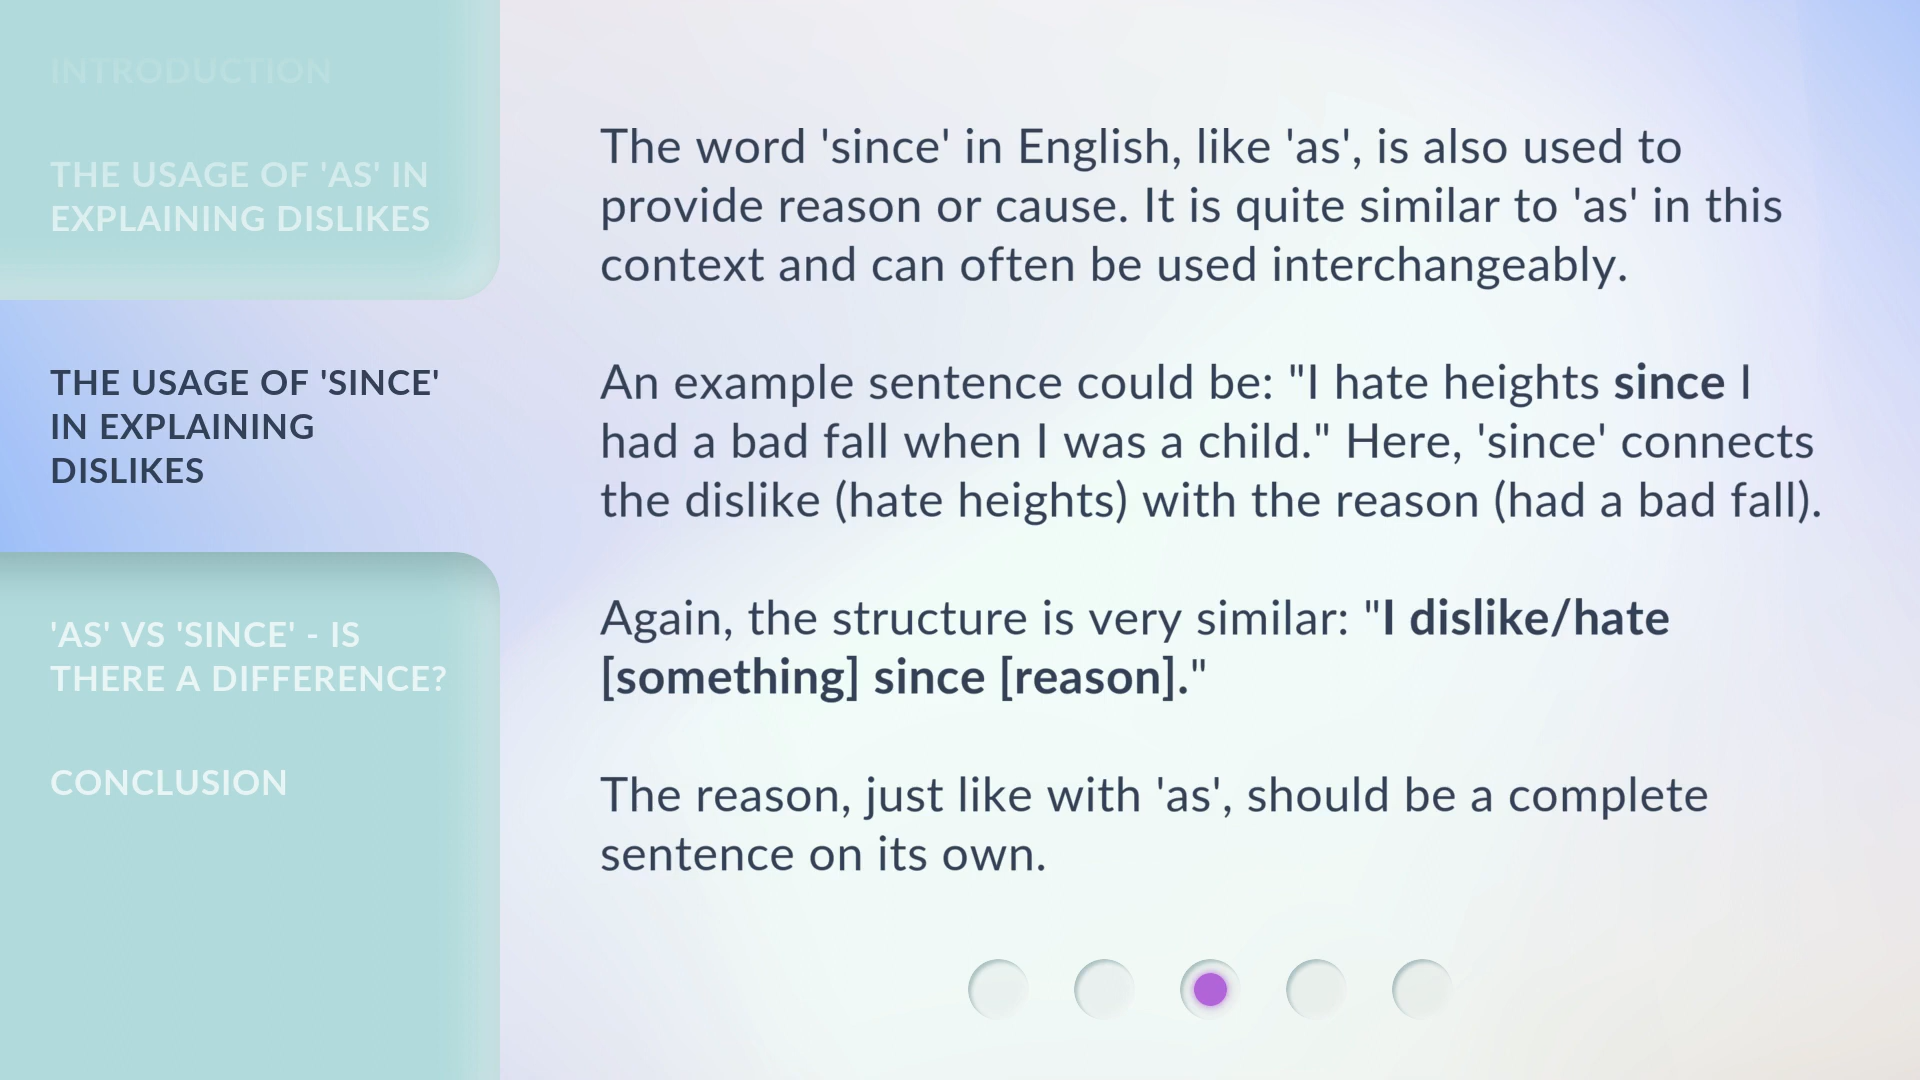 INTRODUCTION
THE USAGE OF 'AS' IN
EXPLAINING DISLIKES
THE USAGE OF 'SINCE'
IN EXPLAINING
DISLIKES
'AS' VS 'SINCE' - IS
THERE A DIFFERENCE?
CONCLUSION
The word 'since' in English, like 'as', is also used to
provide reason or cause. It is quite similar to 'as' in this
context and can often be used interchangeably.
An example sentence could be: "I hate heights since I
had a bad fall when I was a child." Here, 'since' connects
the dislike (hate heights) with the reason (had a bad fall).
Again, the structure is very similar: "I dislike/hate
[something] since [reason]."
The reason, just like with 'as', should be a complete
sentence on its own.